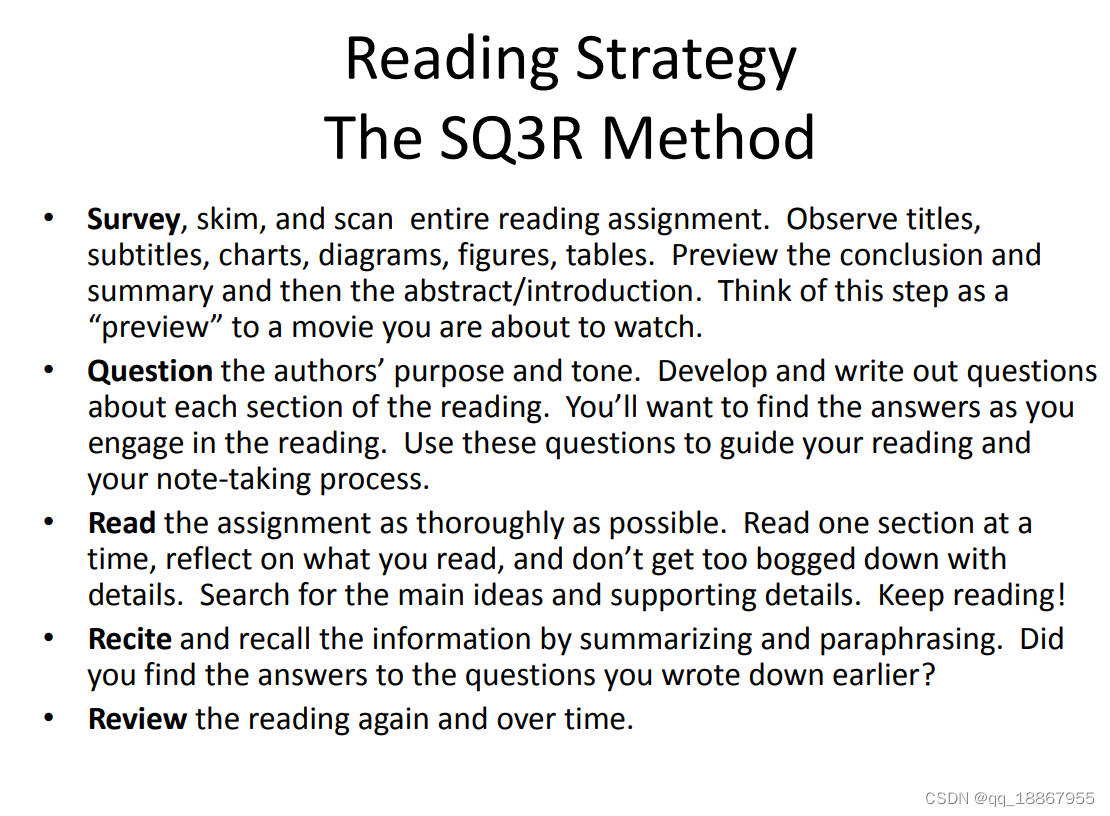 Reading Strategy
The SQ3R Method
• Survey, skim, and scan  entire reading assignment.  Observe titles,
subtitles, charts, diagrams, figures, tables.  Preview the conclusion and
summary and then the abstract/introduction.  Think of this step as a
“preview” to a movie you are about to watch.
• Question the authors’ purpose and tone.  Develop and write out questions
about each section of the reading.  You’ll want to find the answers as you
engage in the reading.  Use these questions to guide your reading and
your note-taking process.
• Read the assignment as thoroughly as possible.  Read one section at a
time, reflect on what you read, and don’t get too bogged down with
details.  Search for the main ideas and supporting details.  Keep reading!
• Recite and recall the information by summarizing and paraphrasing.  Did
you find the answers to the questions you wrote down earlier?
• Review the reading again and over time.
CSDN @qq_18867955